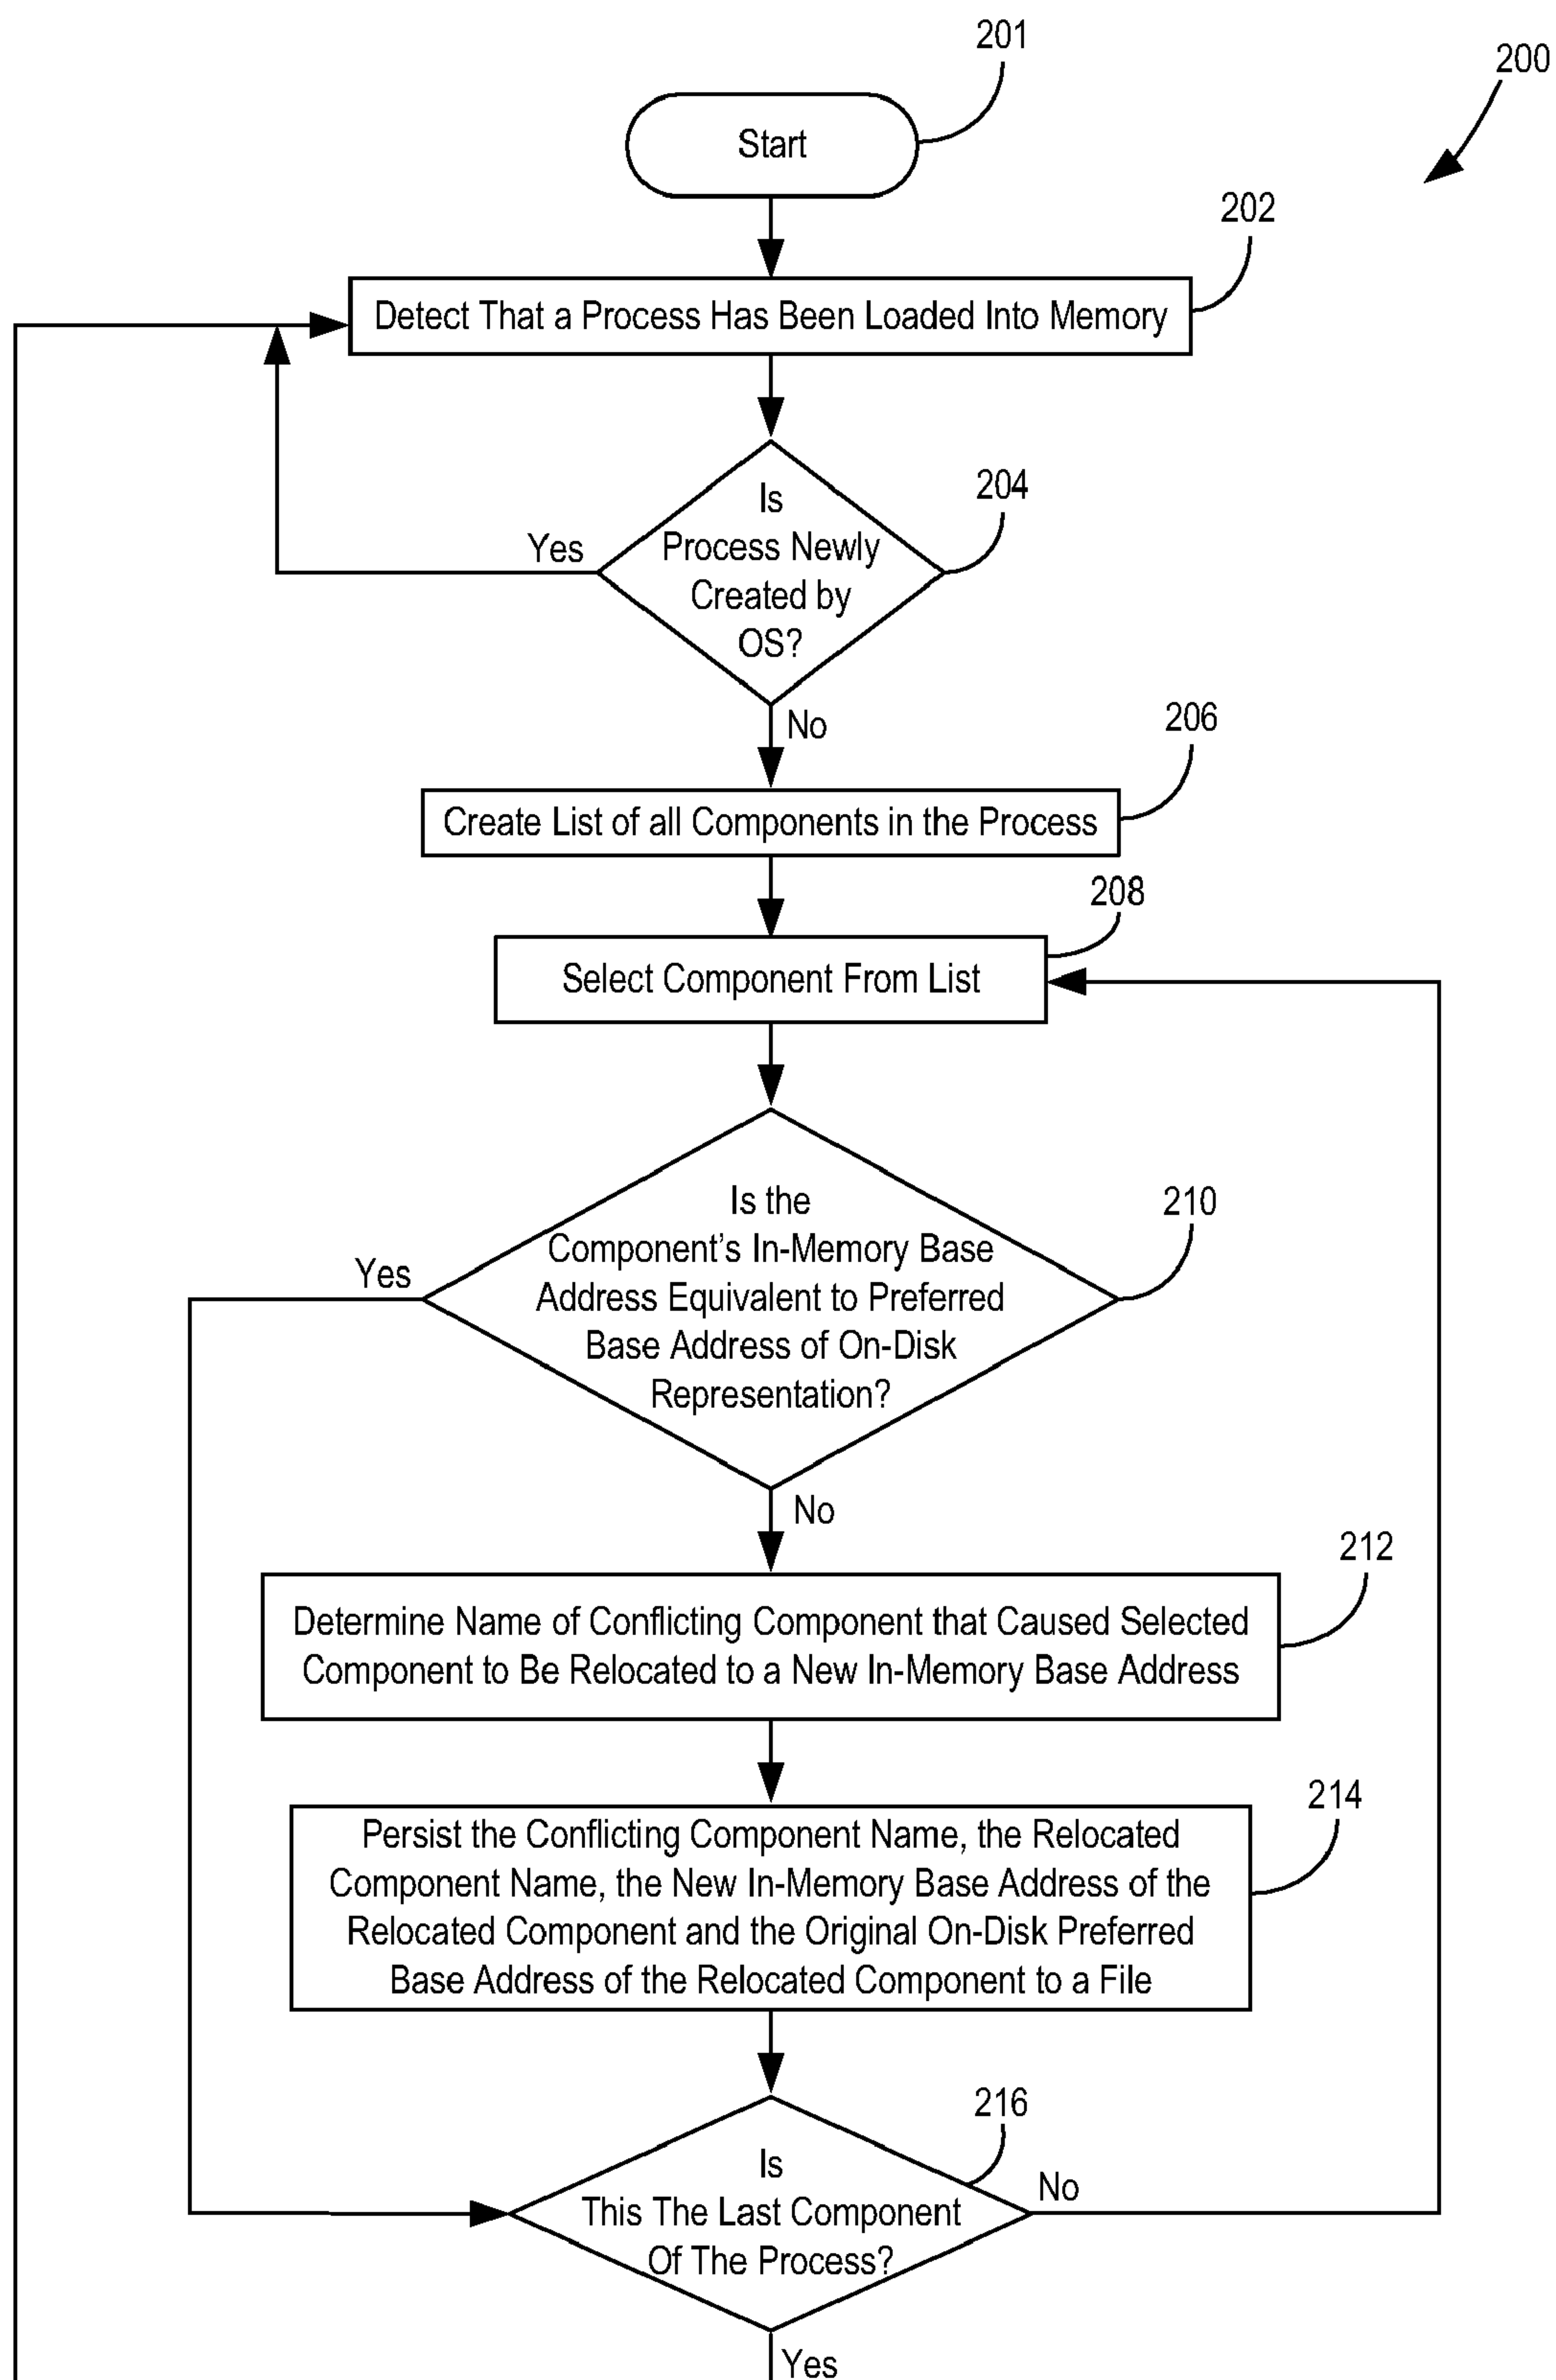 201
200
Start
202
Detect That a Process Has Been Loaded Into Memory
204
Is
Process Newly
Created by
OS?
Yes
No
206
Create List of all Components in the Process
208
Select Component From List
210
Is the
Component's In-Memory Base
Address Equivalent to Preferred
Base Address of On-Disk
Representation?
Yes
No
212
Determine Name of Conflicting Component that Caused Selected
Component to Be Relocated to a New In-Memory Base Address
214
Persist the Conflicting Component Name, the Relocated
Component Name, the New In-Memory Base Address of the
Relocated Component and the Original On-Disk Preferred
Base Address of the Relocated Component to a File
216
Is
This The Last Component
Of The Process?
No
Yes